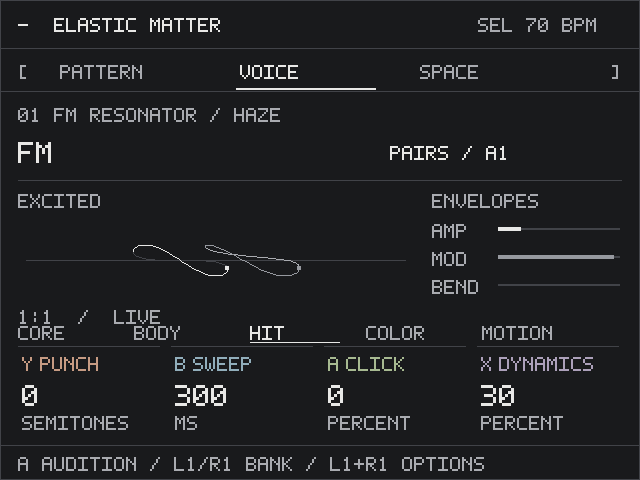 – ELASTIC MATTER SEL 70 BPM
[ PATTERN VOICE SPACE ]
01 FM RESONATOR / HAZE
FM PAIRS / A1
EXCITED ENVELOPES
AMP
MOD
BEND
1:1 / LIVE
CORE BODY HIT COLOR MOTION
Y PUNCH B SWEEP A CLICK X DYNAMICS
0 300 0 30
SEMITONES MS PERCENT PERCENT
A AUDITION / L1/R1 BANK / L1+R1 OPTIONS